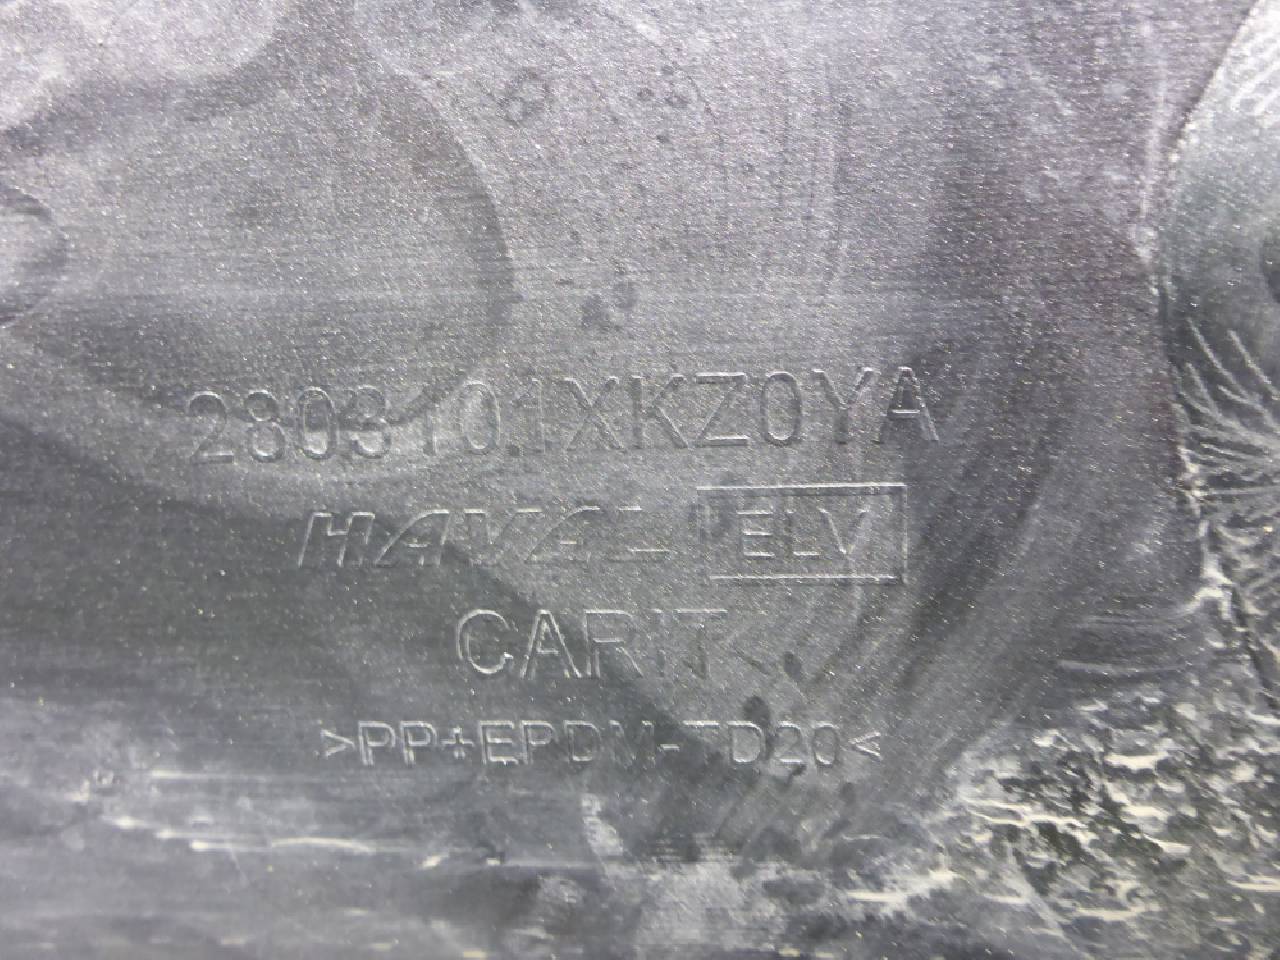 2803101XKZ0YA
HAVAL ELV
CARIT
>PP+EPDM-TD20<